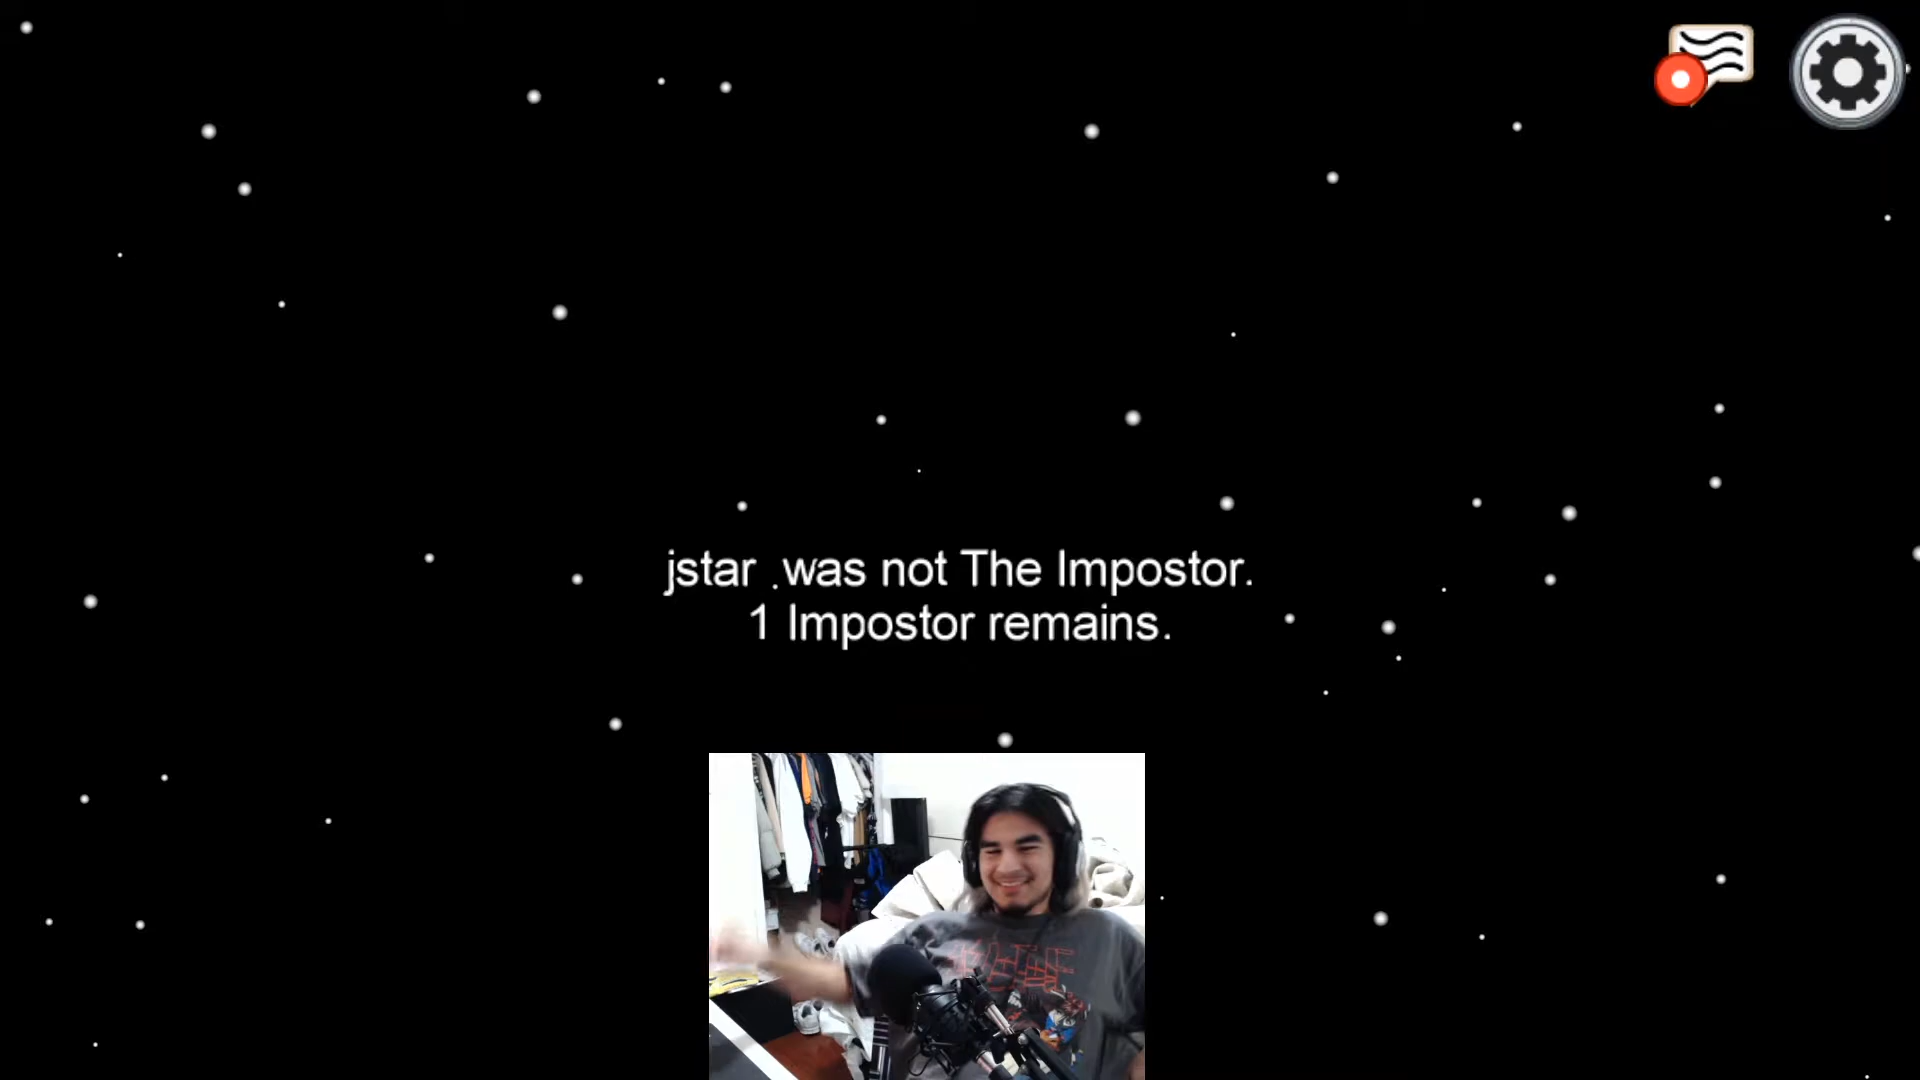 jstar .was not The Impostor.
1 Impostor remains.